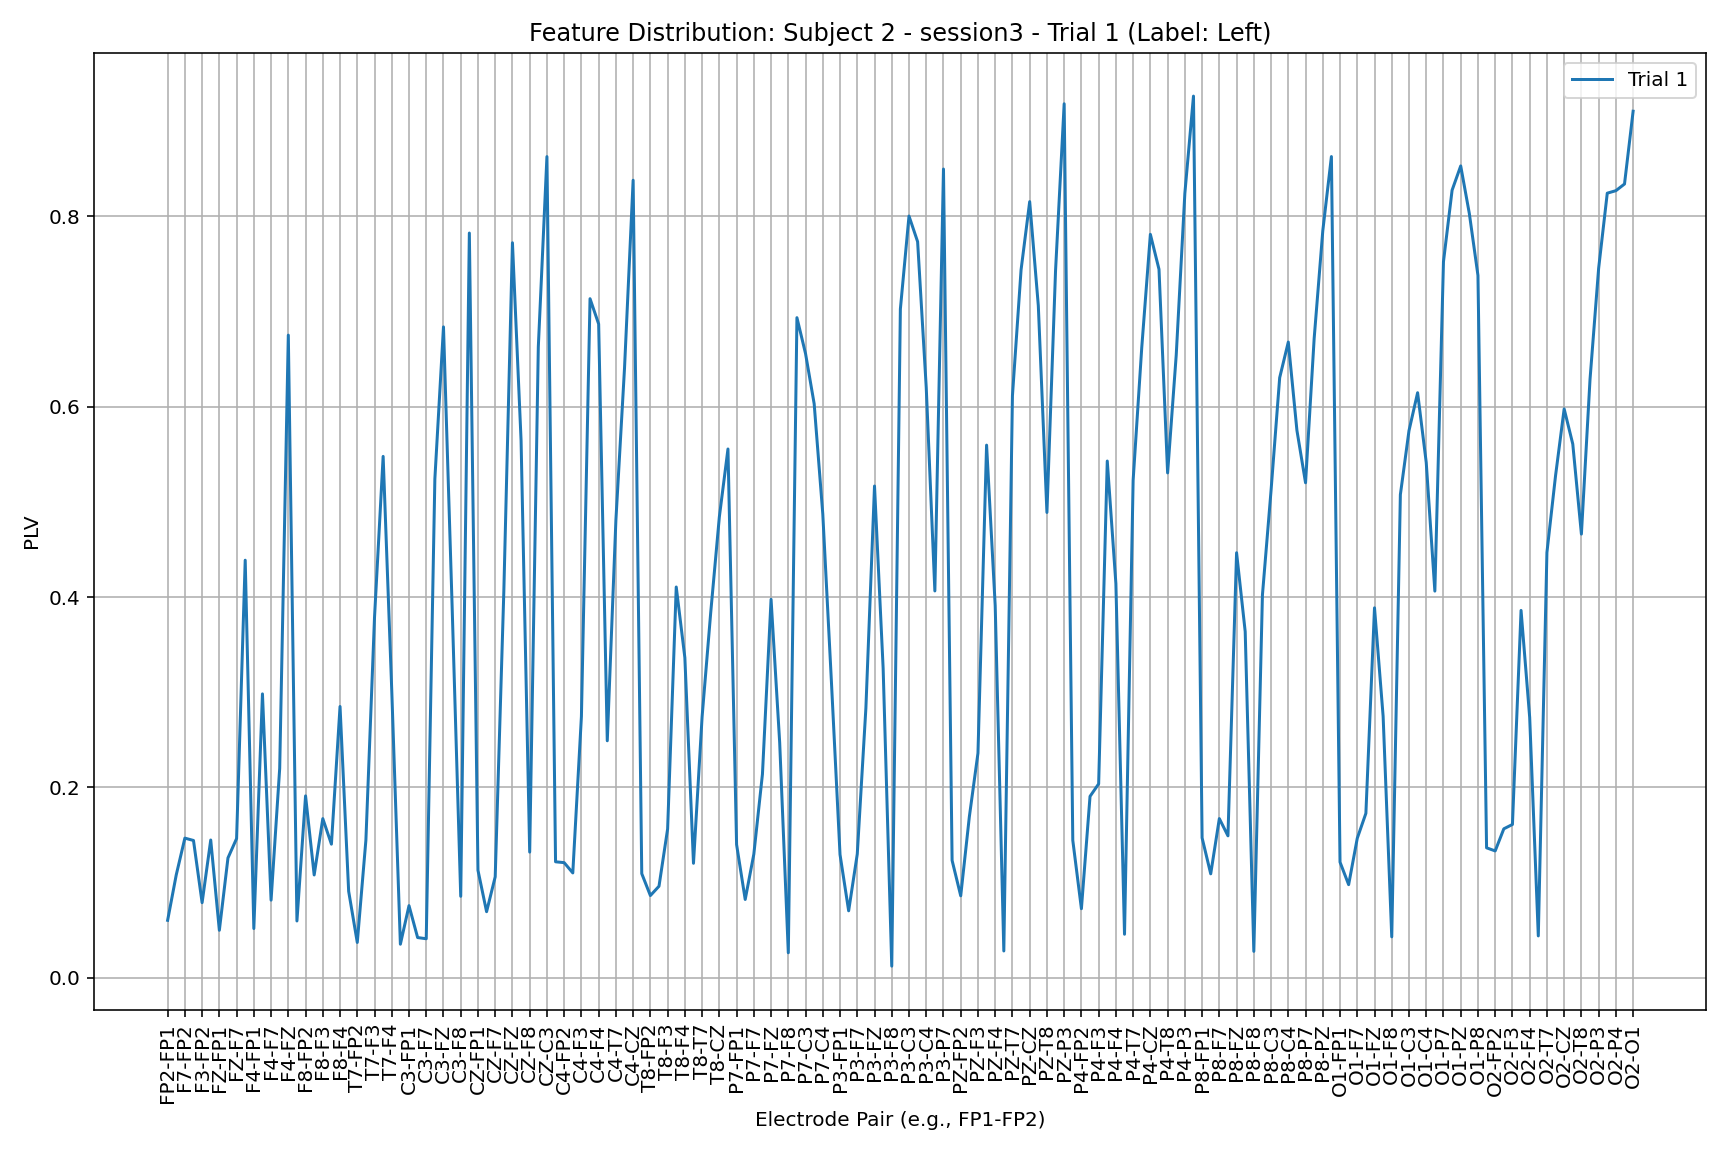 Feature Distribution: Subject 2 - session3 - Trial 1 (Label: Left)
Trial 1
PLV
0.8
0.6
0.4
0.2
0.0
FP2-FP1
F7-FP2
F3-FP2
FZ-FP1
FZ-F7
F4-FP1
F4-F7
F4-FZ
F8-FP2
F8-F3
F8-F4
T7-FP2
T7-F3
T7-F4
C3-FP1
C3-F7
C3-FZ
C3-F8
CZ-FP1
CZ-F7
CZ-FZ
CZ-F8
CZ-C3
C4-FP2
C4-F3
C4-F4
C4-T7
C4-CZ
T8-FP2
T8-F3
T8-F4
T8-T7
T8-CZ
P7-FP1
P7-F7
P7-FZ
P7-F8
P7-C3
P7-C4
P3-FP1
P3-F7
P3-FZ
P3-F8
P3-C3
P3-C4
P3-P7
PZ-FP2
PZ-F3
PZ-F4
PZ-T7
PZ-CZ
PZ-T8
PZ-P3
P4-FP2
P4-F3
P4-F4
P4-T7
P4-CZ
P4-T8
P4-P3
P8-FP1
P8-F7
P8-FZ
P8-F8
P8-C3
P8-C4
P8-P7
P8-PZ
O1-FP1
O1-F7
O1-FZ
O1-F8
O1-C3
O1-C4
O1-P7
O1-PZ
O1-P8
O2-FP2
O2-F3
O2-F4
O2-T7
O2-CZ
O2-T8
O2-P3
O2-P4
O2-O1
Electrode Pair (e.g., FP1-FP2)